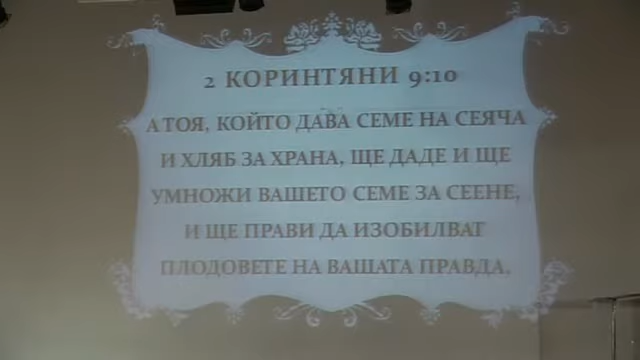 2 КОРИНТЯНИ 9:10
А ТОЯ, КОЙТО ДАВА СЕМЕ НА СЕЯЧА
И ХЛЯБ ЗА ХРАНА, ЩЕ ДАДЕ И ЩЕ
УМНОЖИ ВАШЕТО СЕМЕ ЗА СЕЕНЕ,
И ЩЕ ПРАВИ ДА ИЗОБИЛВАТ
ПЛОДОВЕТЕ НА ВАШАТА ПРАВДА.